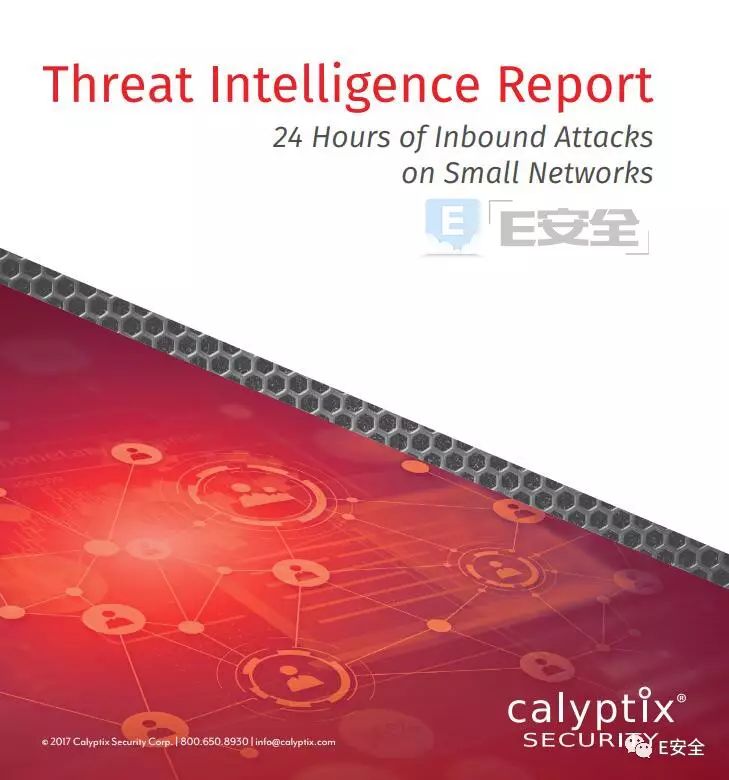 Threat Intelligence Report
24 Hours of Inbound Attacks
on Small Networks
E E安全
calyptix®
SECURITY
© 2017 Calyptix Security Corp. | 800.650.8930 | info@calyptix.com
E安全